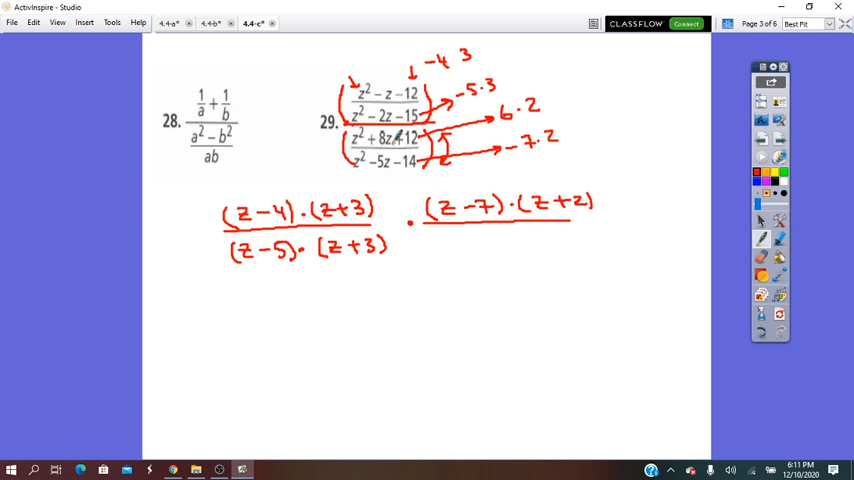 ActivInspire - Studio
File Edit View Insert Tools Help
4.4-a* 4.4-b* 4.4-c*
CLASSFLOW Connect
Page 3 of 6
Best Fit
28. (1/a + 1/b) / ((a² − b²)/ab)
29. ((z² − z − 12)/(z² − 2z − 15)) / ((z² + 8z + 12)/(z² − 5z − 14))
-4 3
-5.3
6.2
-7.2
(z-4)·(z+3) · (z-7)·(z+2)
(z-5)·(z+3)
6:11 PM
12/10/2020